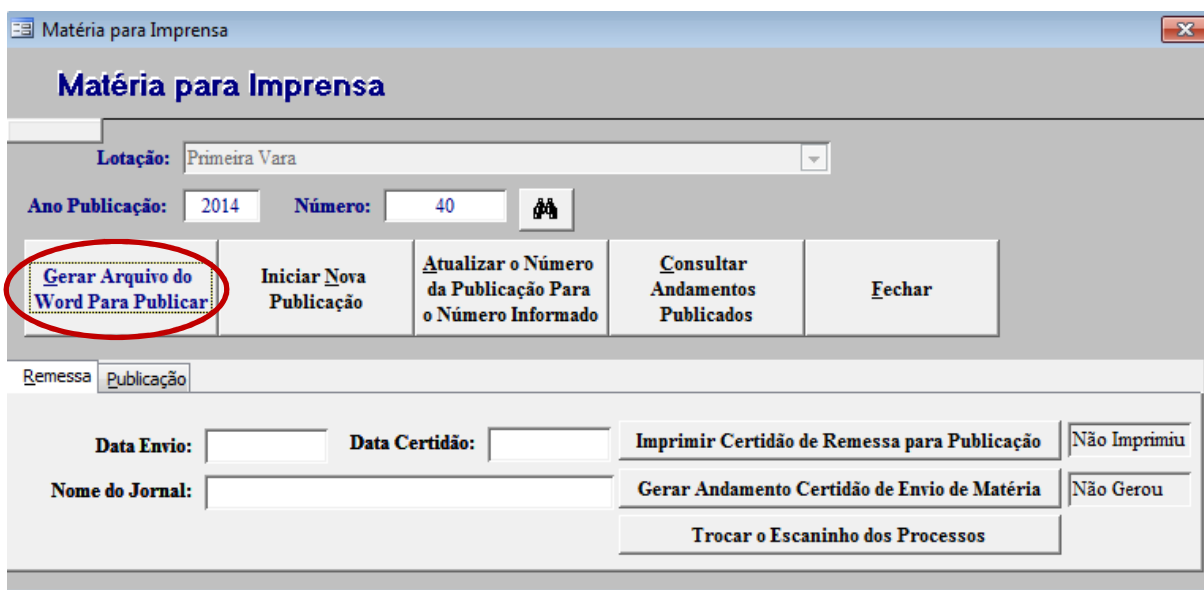 Matéria para Imprensa
Matéria para Imprensa
Lotação: Primeira Vara
Ano Publicação: 2014 Número: 40
Gerar Arquivo do
Word Para Publicar
Iniciar Nova
Publicação
Atualizar o Número
da Publicação Para
o Número Informado
Consultar
Andamentos
Publicados
Fechar
Remessa Publicação
Data Envio: Data Certidão: Imprimir Certidão de Remessa para Publicação Não Imprimiu
Nome do Jornal: Gerar Andamento Certidão de Envio de Matéria Não Gerou
Trocar o Escaninho dos Processos